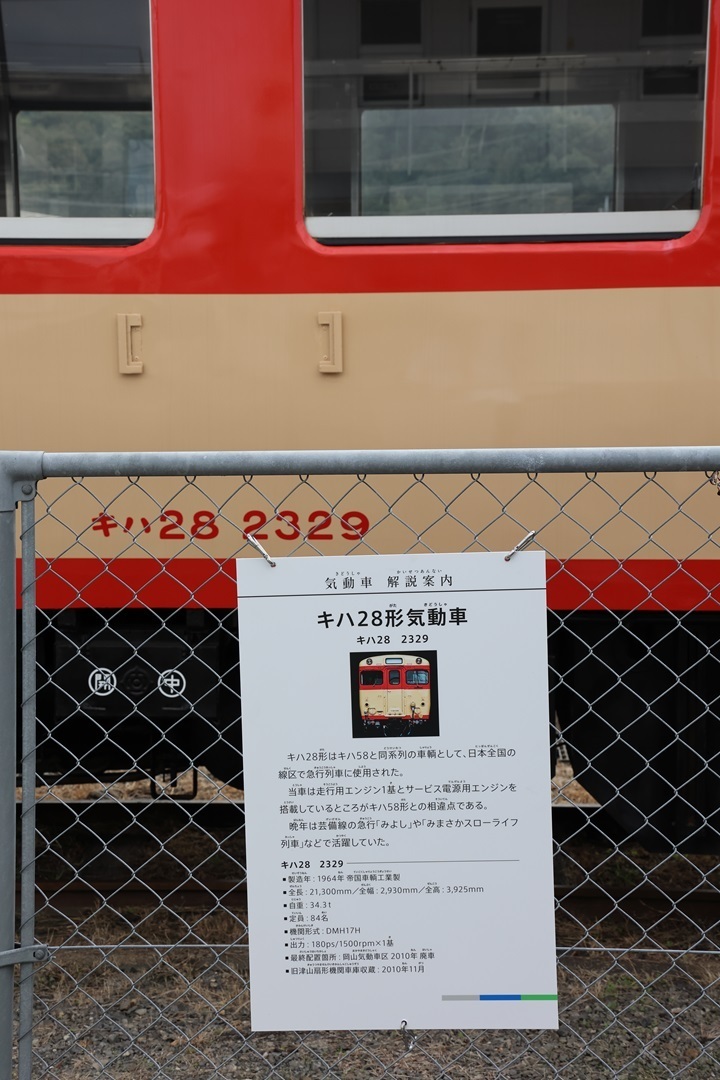 キハ28 2329
開 中
気動車 解説案内
キハ28形気動車
キハ28 2329
キハ28形はキハ58と同系列の車輌として、日本全国の
線区で急行列車に使用された。
当車は走行用エンジン1基とサービス電源用エンジンを
搭載しているところがキハ58形との相違点である。
晩年は芸備線の急行「みよし」や「みまさかスローライフ
列車」などで活躍していた。
キハ28 2329
■製造年：1964年 帝国車輌工業製
■全長：21,300mm／全幅：2,930mm／全高：3,925mm
■自重：34.3t
■定員：84名
■機関形式：DMH17H
■出力：180ps/1500rpm×1基
■最終配置箇所：岡山気動車区 2010年 廃車
■旧津山扇形機関車庫収蔵：2010年11月